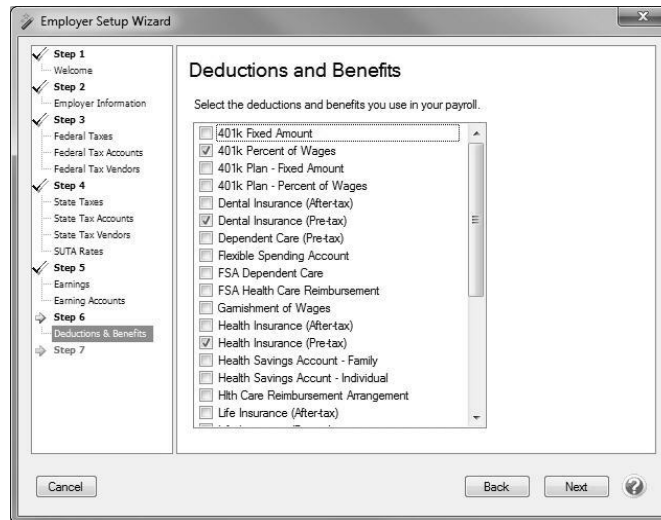 Employer Setup Wizard
Step 1
Welcome
Step 2
Employer Information
Step 3
Federal Taxes
Federal Tax Accounts
Federal Tax Vendors
Step 4
State Taxes
State Tax Accounts
State Tax Vendors
SUTA Rates
Step 5
Earnings
Earning Accounts
Step 6
Deductions & Benefits
Step 7
Deductions and Benefits
Select the deductions and benefits you use in your payroll.
401k Fixed Amount
401k Percent of Wages
401k Plan - Fixed Amount
401k Plan - Percent of Wages
Dental Insurance (After-tax)
Dental Insurance (Pre-tax)
Dependent Care (Pre-tax)
Flexible Spending Account
FSA Dependent Care
FSA Health Care Reimbursement
Garnishment of Wages
Health Insurance (After-tax)
Health Insurance (Pre-tax)
Health Savings Account - Family
Health Savings Accunt - Individual
Hlth Care Reimbursement Arrangement
Life Insurance (After-tax)
Cancel
Back
Next
?